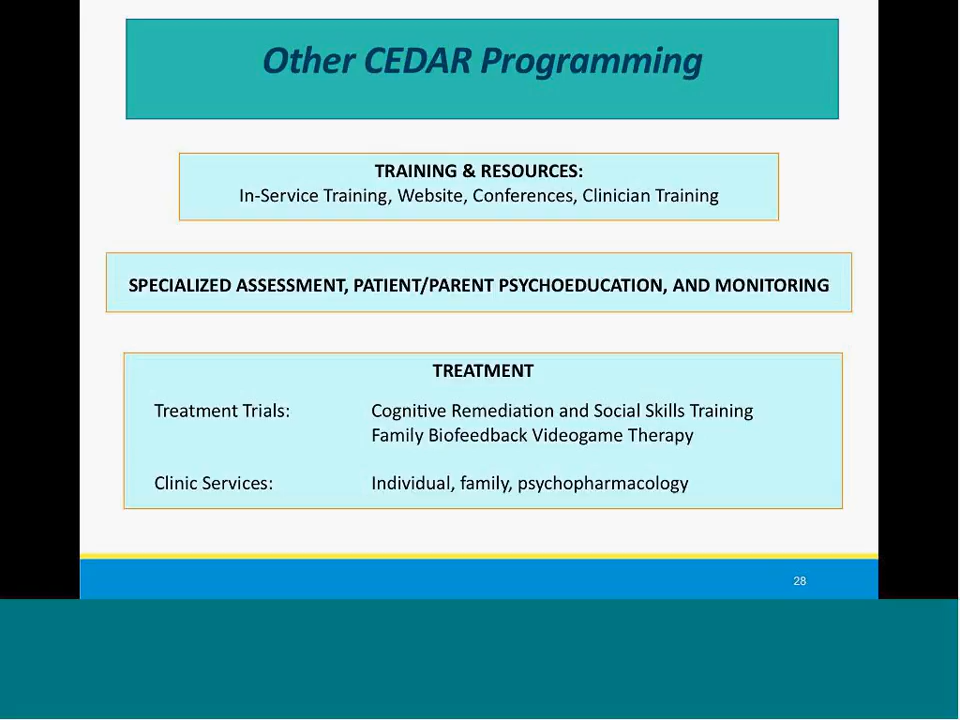 Other CEDAR Programming
TRAINING & RESOURCES:
In-Service Training, Website, Conferences, Clinician Training
SPECIALIZED ASSESSMENT, PATIENT/PARENT PSYCHOEDUCATION, AND MONITORING
TREATMENT
Treatment Trials: Cognitive Remediation and Social Skills Training
Family Biofeedback Videogame Therapy
Clinic Services: Individual, family, psychopharmacology
28